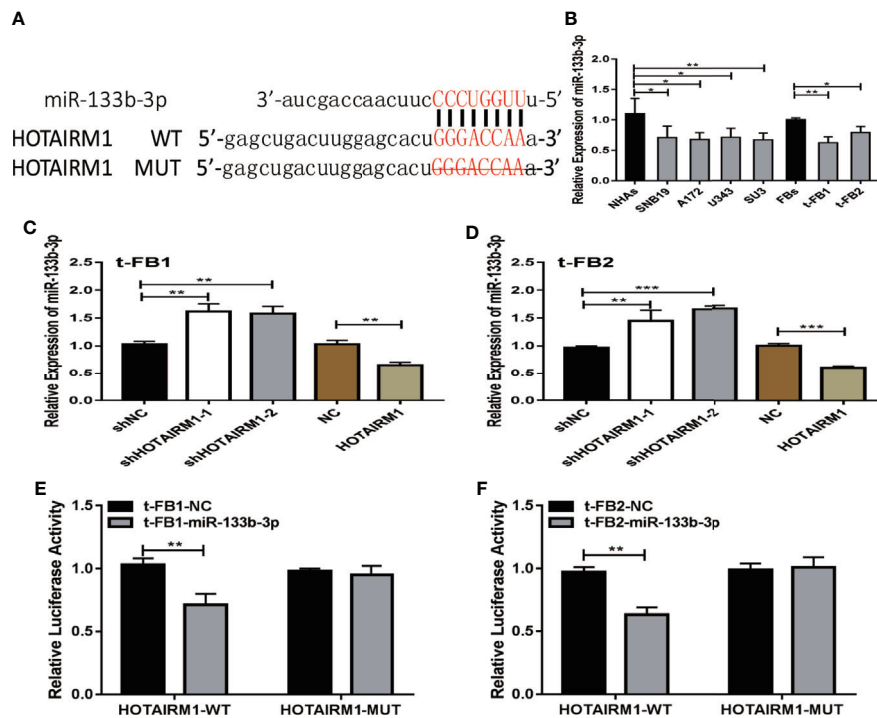 A
miR-133b-3p 3′-aucgaccaacuucCCCUGGUUu-5′
HOTAIRM1 WT 5′-gagcugacuuggagcacuGGGACCAAa-3′
HOTAIRM1 MUT 5′-gagcugacuuggagcacuGGGACCAAa-3′
B
Relative Expression of miR-133b-3p
2.0
1.5
1.0
0.5
0.0
**
*
*
*
*
**
NHAs
SNB19
A172
U343
SU3
FBs
t-FB1
t-FB2
C
t-FB1
Relative Expression of miR-133b-3p
2.5
2.0
1.5
1.0
0.5
0.0
**
**
**
shNC
shHOTAIRM1-1
shHOTAIRM1-2
NC
HOTAIRM1
D
t-FB2
Relative Expression of miR-133b-3p
2.5
2.0
1.5
1.0
0.5
0.0
***
**
***
shNC
shHOTAIRM1-1
shHOTAIRM1-2
NC
HOTAIRM1
E
Relative Luciferase Activity
1.5
1.0
0.5
0.0
t-FB1-NC
t-FB1-miR-133b-3p
**
HOTAIRM1-WT
HOTAIRM1-MUT
F
Relative Luciferase Activity
1.5
1.0
0.5
0.0
t-FB2-NC
t-FB2-miR-133b-3p
**
HOTAIRM1-WT
HOTAIRM1-MUT